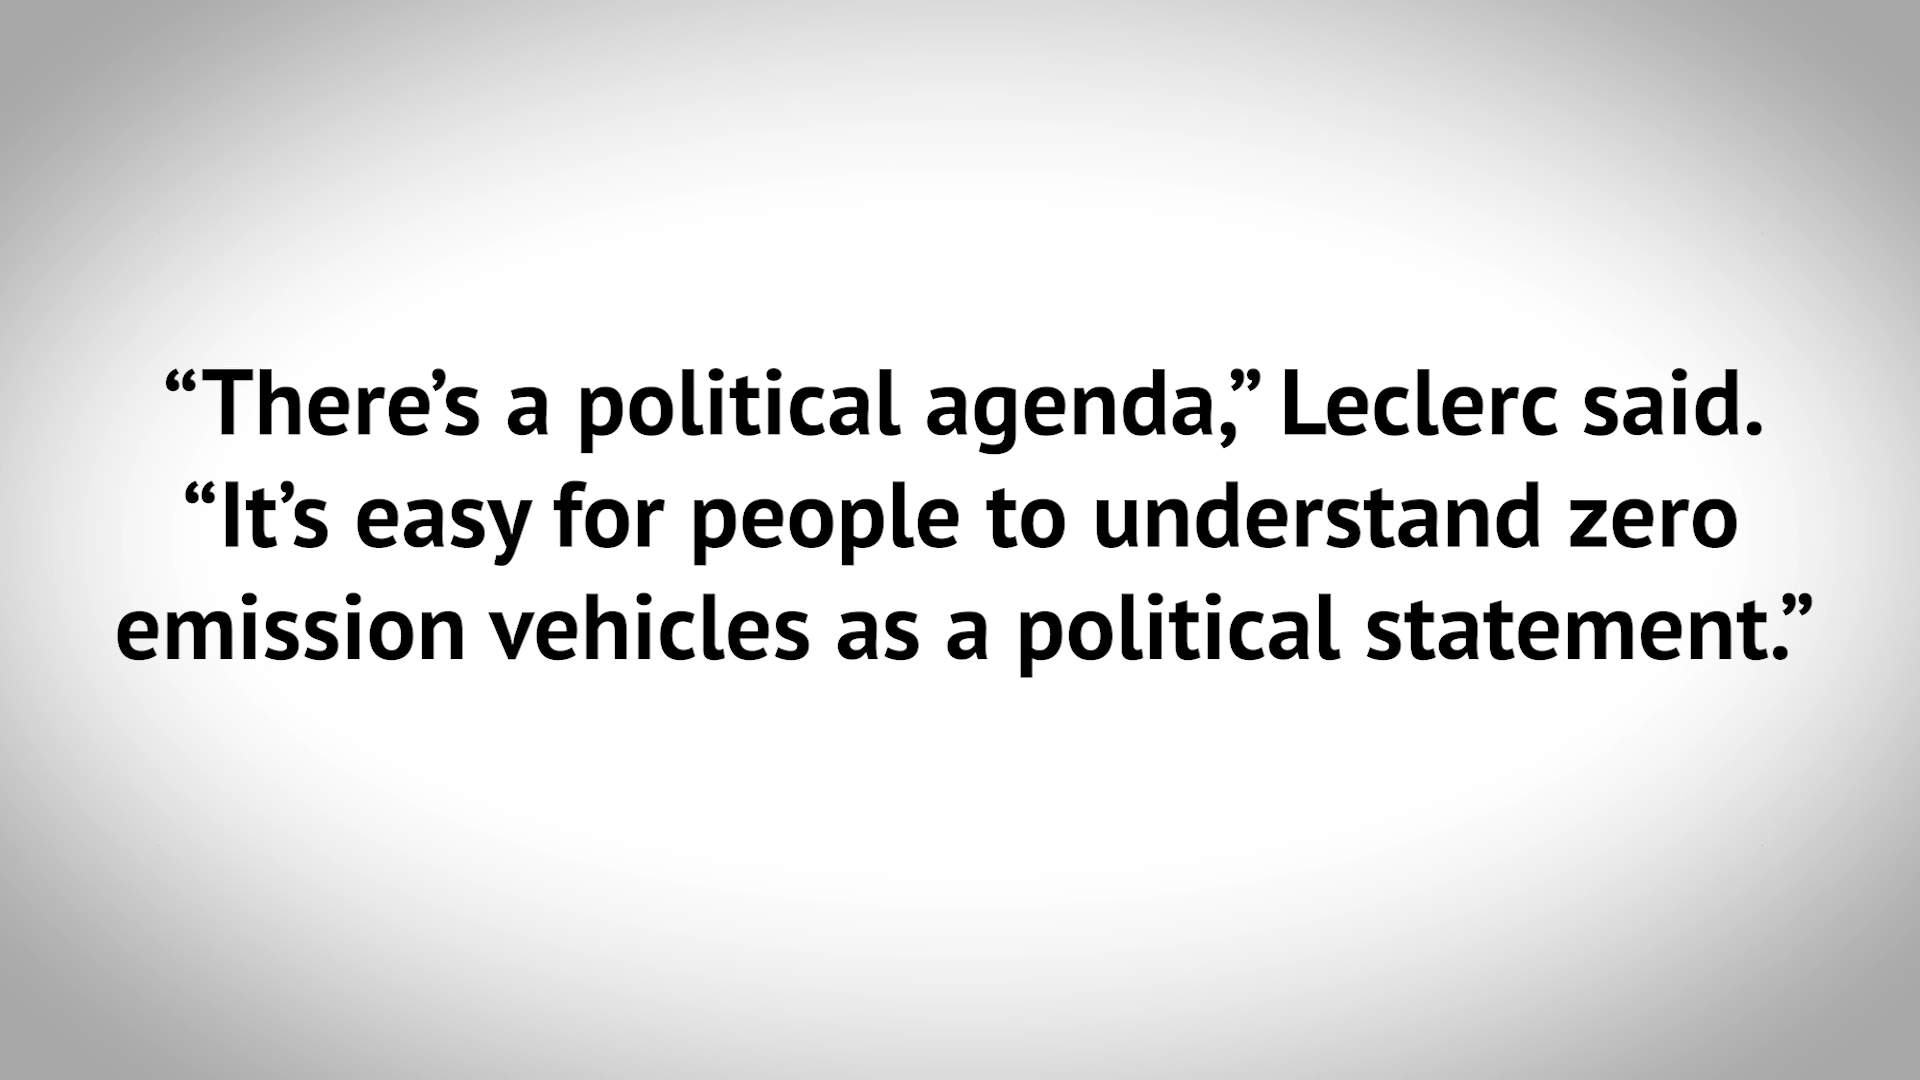 “There’s a political agenda,” Leclerc said.
“It’s easy for people to understand zero
emission vehicles as a political statement.”